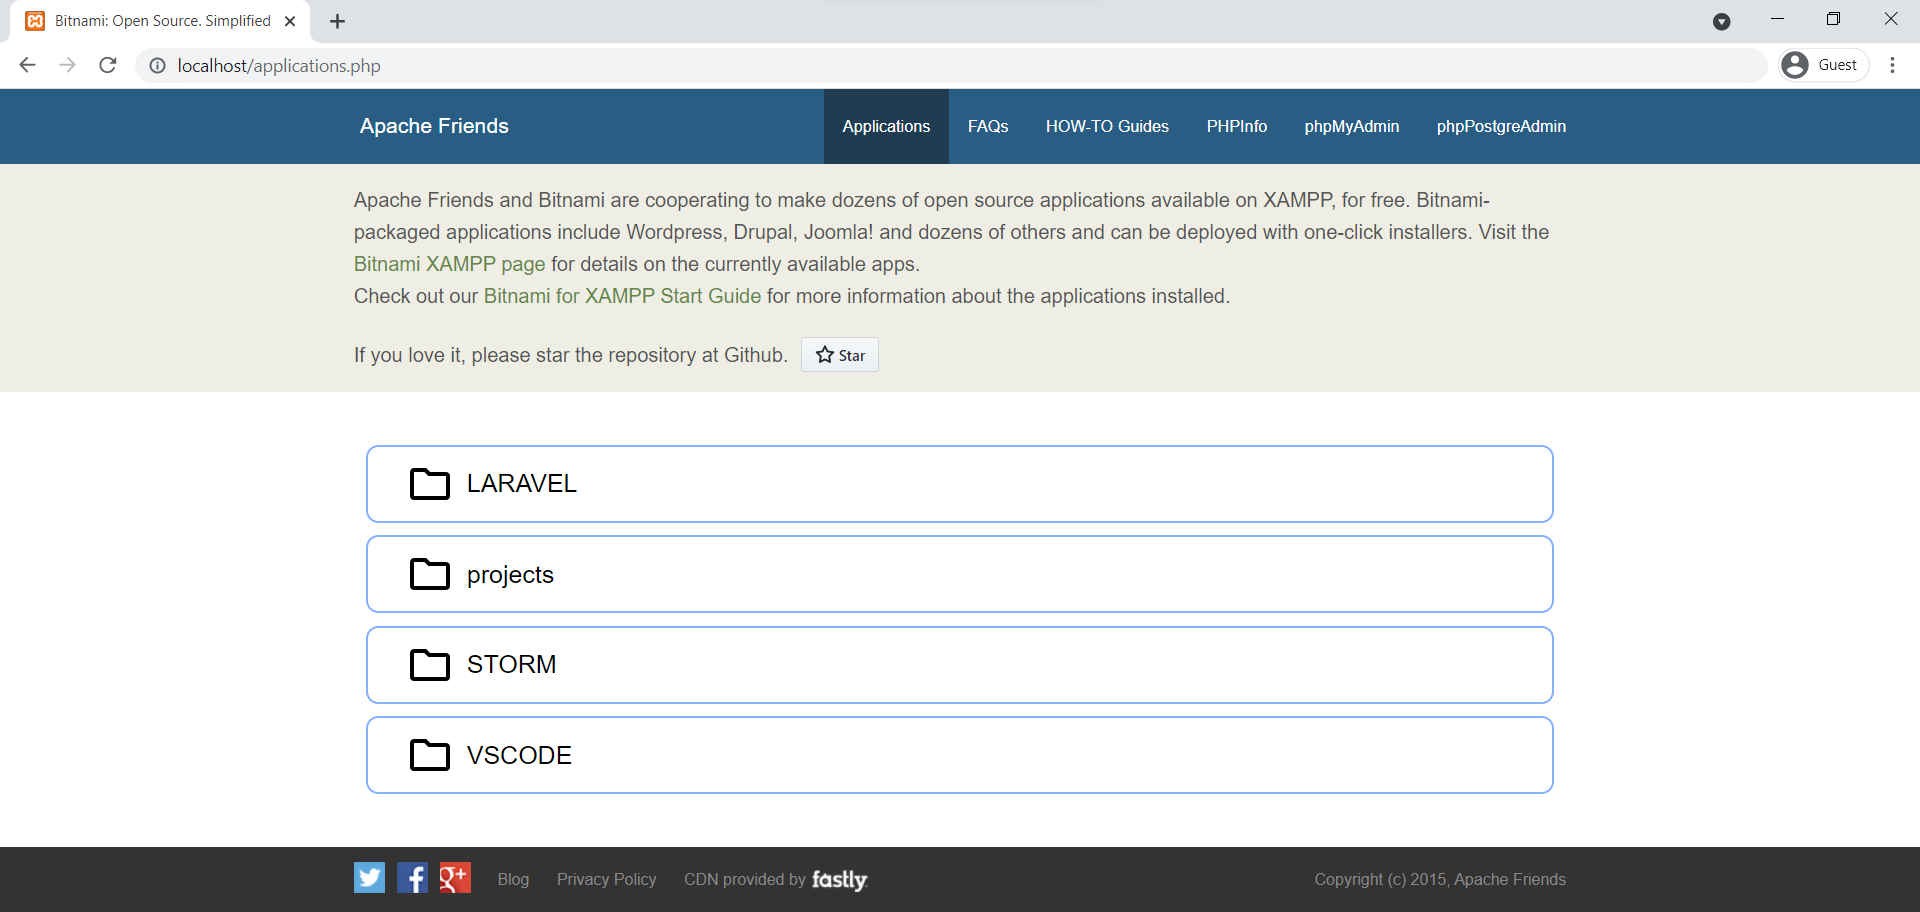 Bitnami: Open Source. Simplified
localhost/applications.php
Guest
Apache Friends
Applications
FAQs
HOW-TO Guides
PHPInfo
phpMyAdmin
phpPostgreAdmin
Apache Friends and Bitnami are cooperating to make dozens of open source applications available on XAMPP, for free. Bitnami-
packaged applications include Wordpress, Drupal, Joomla! and dozens of others and can be deployed with one-click installers. Visit the
Bitnami XAMPP page for details on the currently available apps.
Check out our Bitnami for XAMPP Start Guide for more information about the applications installed.
If you love it, please star the repository at Github.
Star
LARAVEL
projects
STORM
VSCODE
Blog
Privacy Policy
CDN provided by fastly.
Copyright (c) 2015, Apache Friends